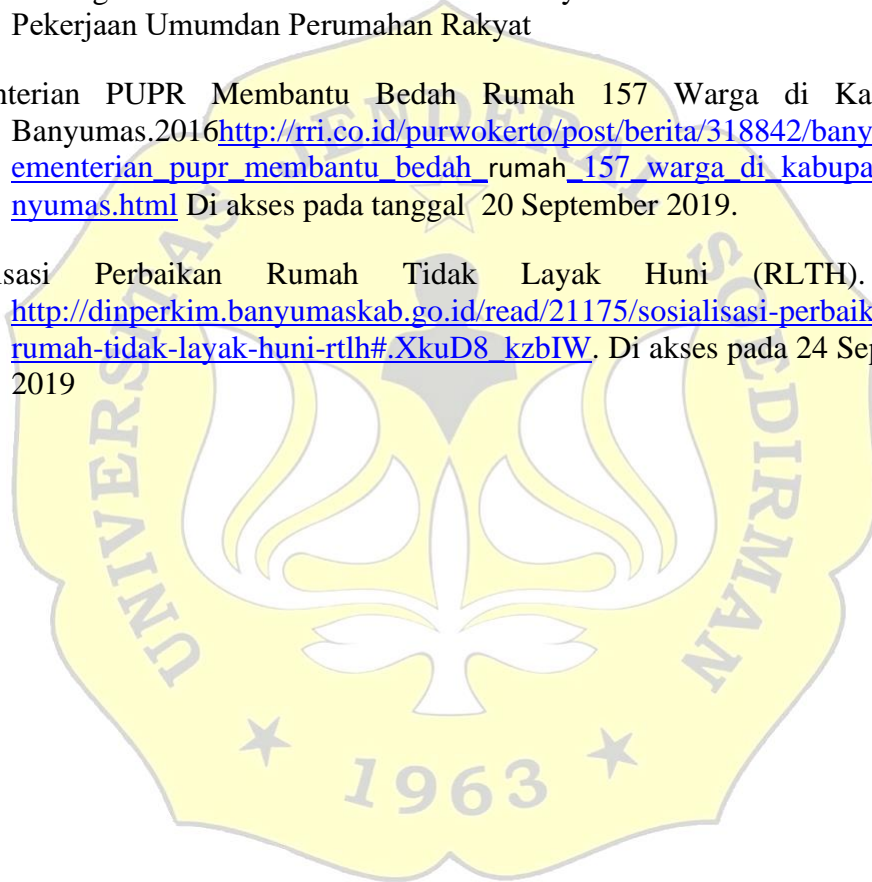 Pekerjaan Umumdan Perumahan Rakyat
nterian PUPR Membantu Bedah Rumah 157 Warga di Ka
Banyumas.2016http://rri.co.id/purwokerto/post/berita/318842/bany
ementerian_pupr_membantu_bedah_rumah_157_warga_di_kabupa
nyumas.html Di akses pada tanggal 20 September 2019.
sasi Perbaikan Rumah Tidak Layak Huni (RLTH).
http://dinperkim.banyumaskab.go.id/read/21175/sosialisasi-perbaik
rumah-tidak-layak-huni-rtlh#.XkuD8_kzbIW. Di akses pada 24 Sep
2019
UNIVERSITAS JENDERAL SOEDIRMAN
1963